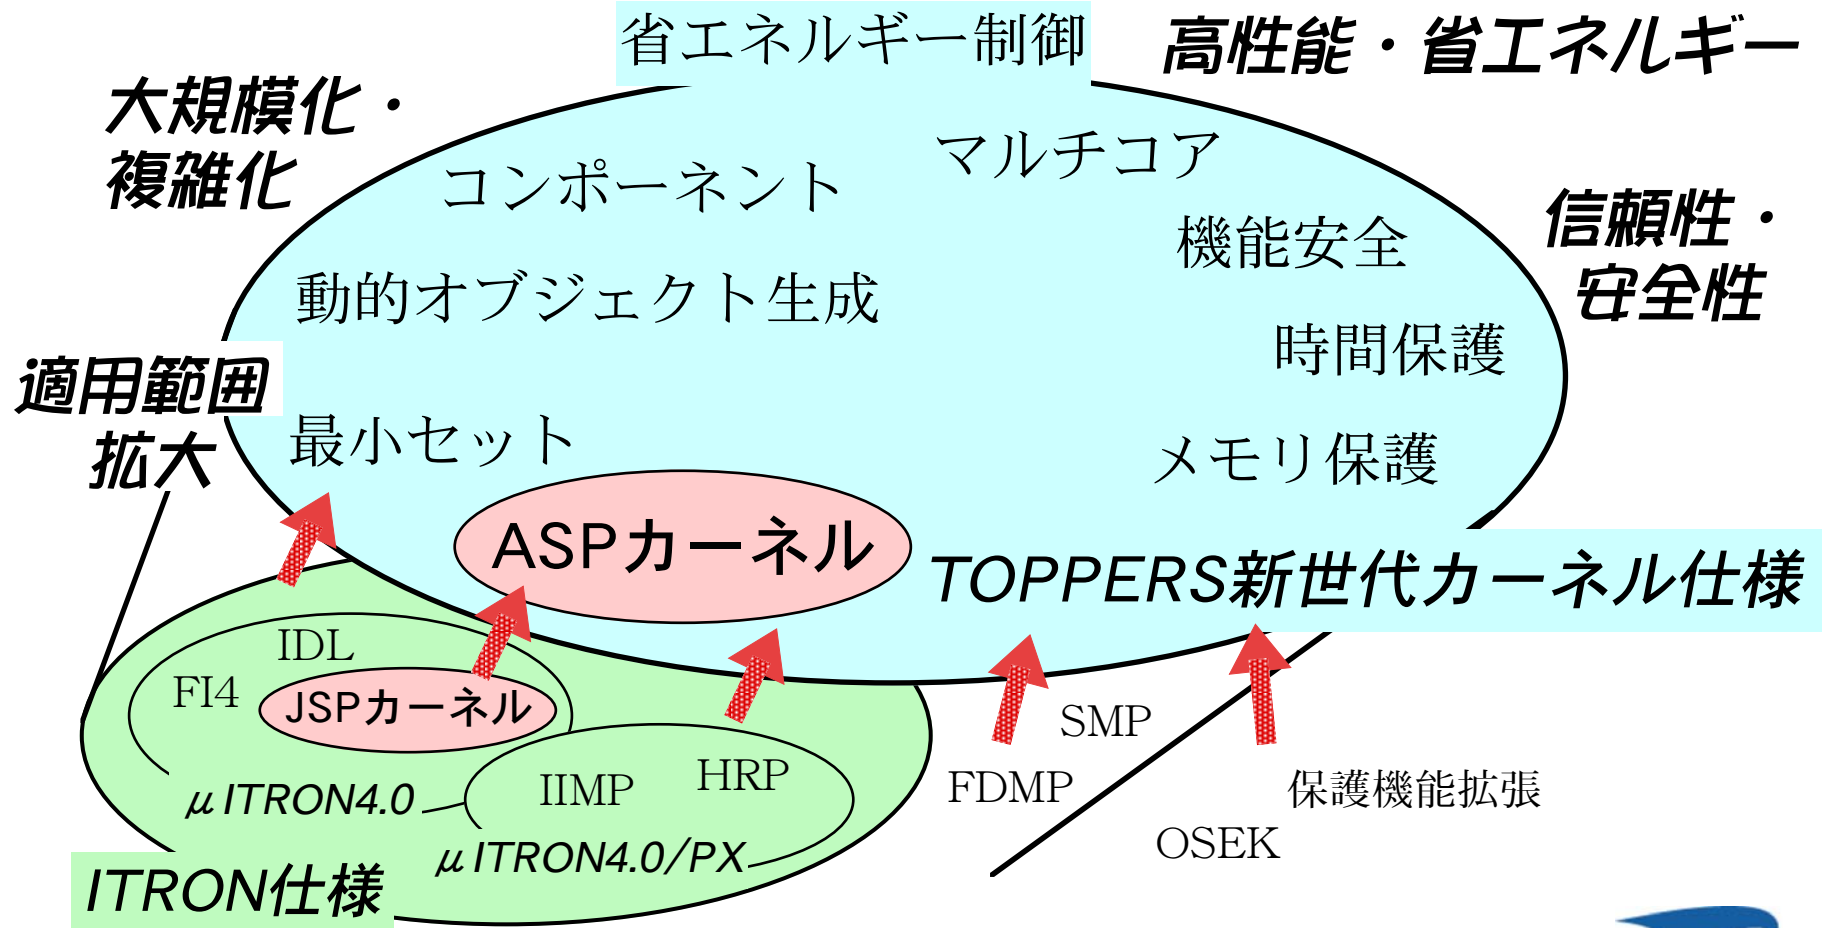 省エネルギー制御
高性能・省エネルギー
大規模化・
複雑化
コンポーネント
マルチコア
機能安全
信頼性・
安全性
動的オブジェクト生成
時間保護
適用範囲
拡大
最小セット
メモリ保護
ASPカーネル
TOPPERS新世代カーネル仕様
IDL
FI4
JSPカーネル
SMP
μITRON4.0
IIMP
HRP
FDMP
保護機能拡張
OSEK
μITRON4.0/PX
ITRON仕様